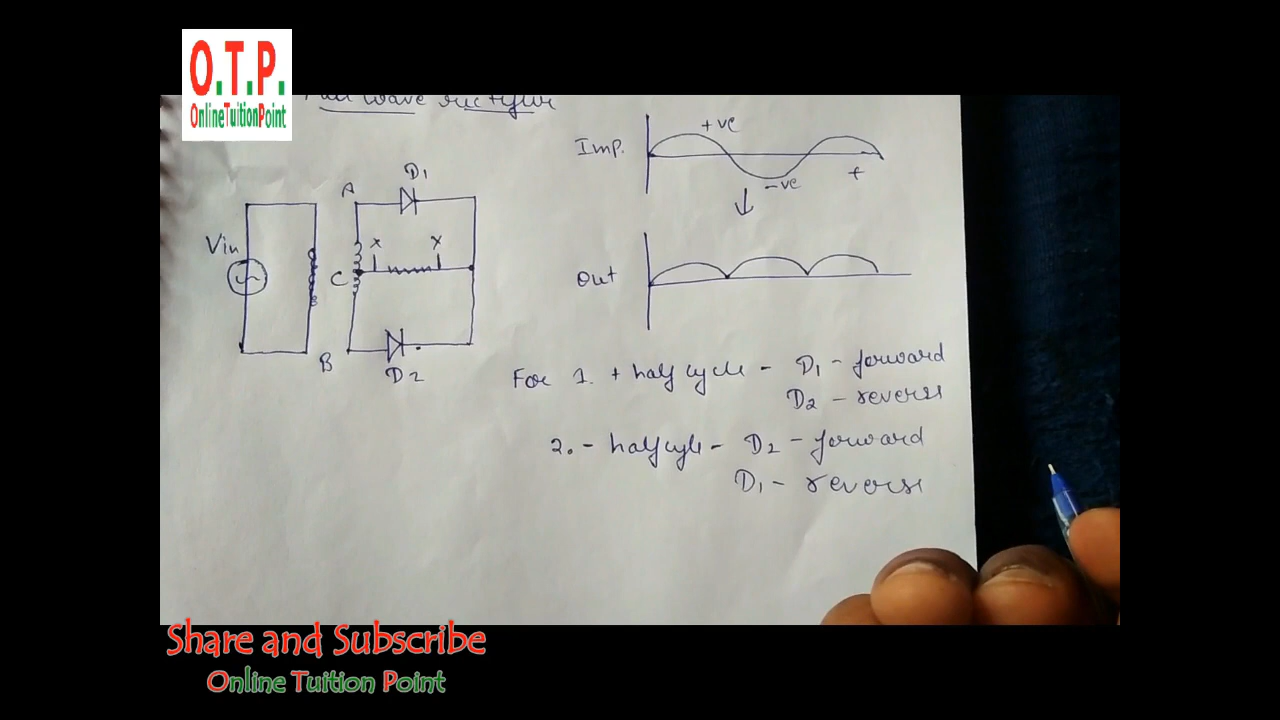 O.T.P.
OnlineTuitionPoint
Full wave rectifier
Imp.
+ve
-ve
t
Vin
A
D1
X
X
C
B
D2
Out
For 1. + half cycle - D1 - forward
D2 - reverse
2. - half cycle - D2 - forward
D1 - reverse
Share and Subscribe
Online Tuition Point